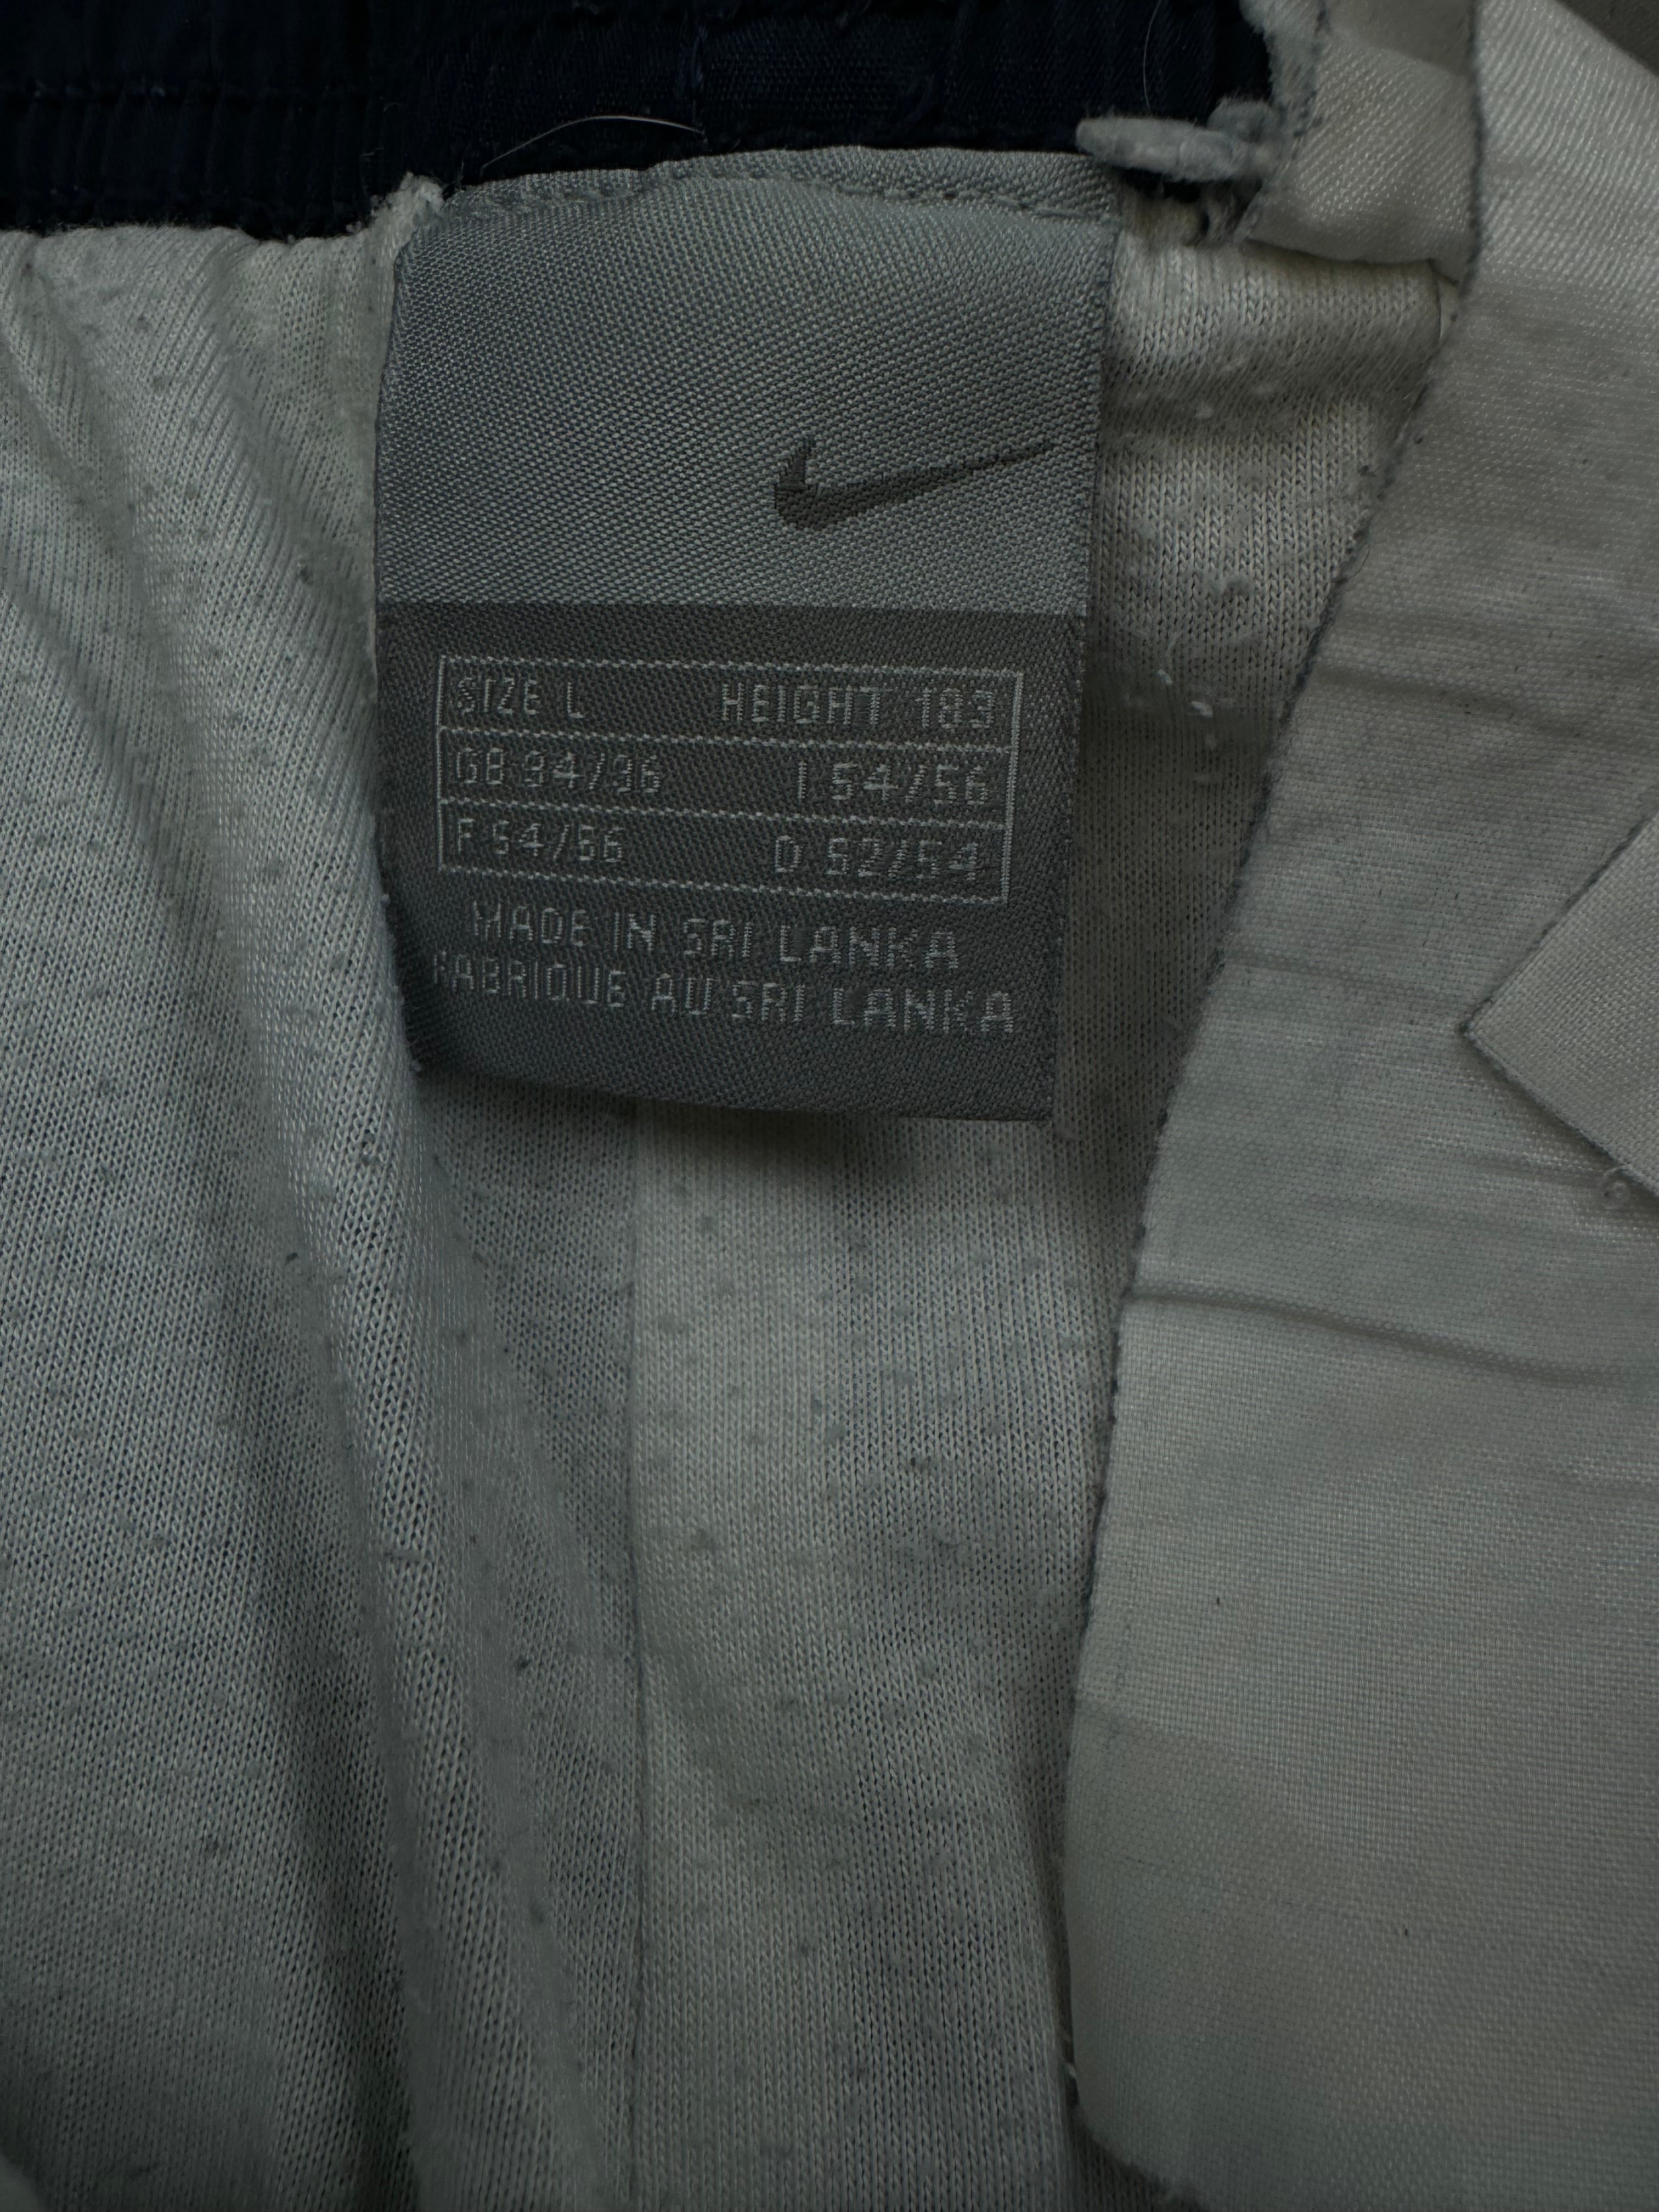 SIZE L HEIGHT 183
GB 34/36 I 54/56
F 54/56 D 52/54
MADE IN SRI LANKA
FABRIQUE AU SRI LANKA